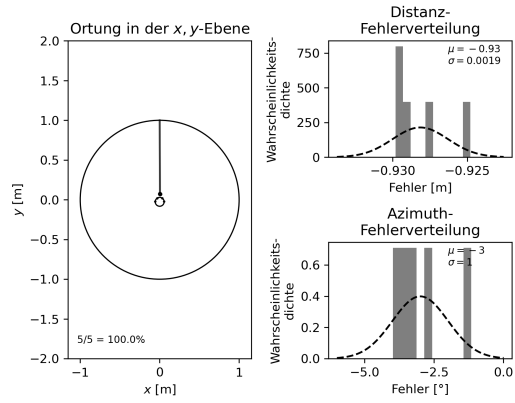 Ortung in der x, y-Ebene
2.0
1.5
1.0
0.5
0.0
−0.5
−1.0
−1.5
−2.0
y [m]
5/5 = 100.0%
−1 0 1
x [m]
Distanz-
Fehlerverteilung
Wahrscheinlichkeits-
dichte
750
500
250
0
μ = −0.93
σ = 0.0019
−0.930 −0.925
Fehler [m]
Azimuth-
Fehlerverteilung
Wahrscheinlichkeits-
dichte
0.6
0.4
0.2
0.0
μ = −3
σ = 1
−5.0 −2.5 0.0
Fehler [°]